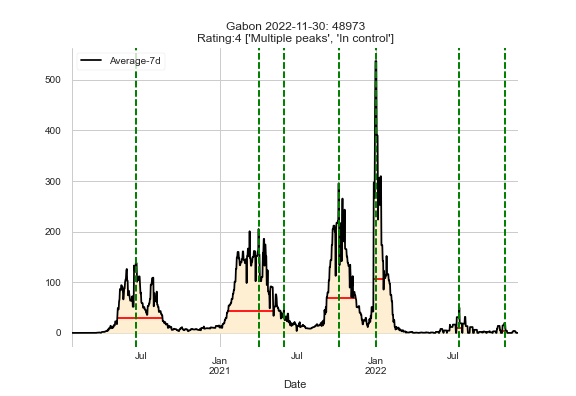 Gabon 2022-11-30: 48973
Rating:4 ['Multiple peaks', 'In control']
Average-7d
500
400
300
200
100
0
Jul
Jan
2021
Jul
Jan
2022
Jul
Date